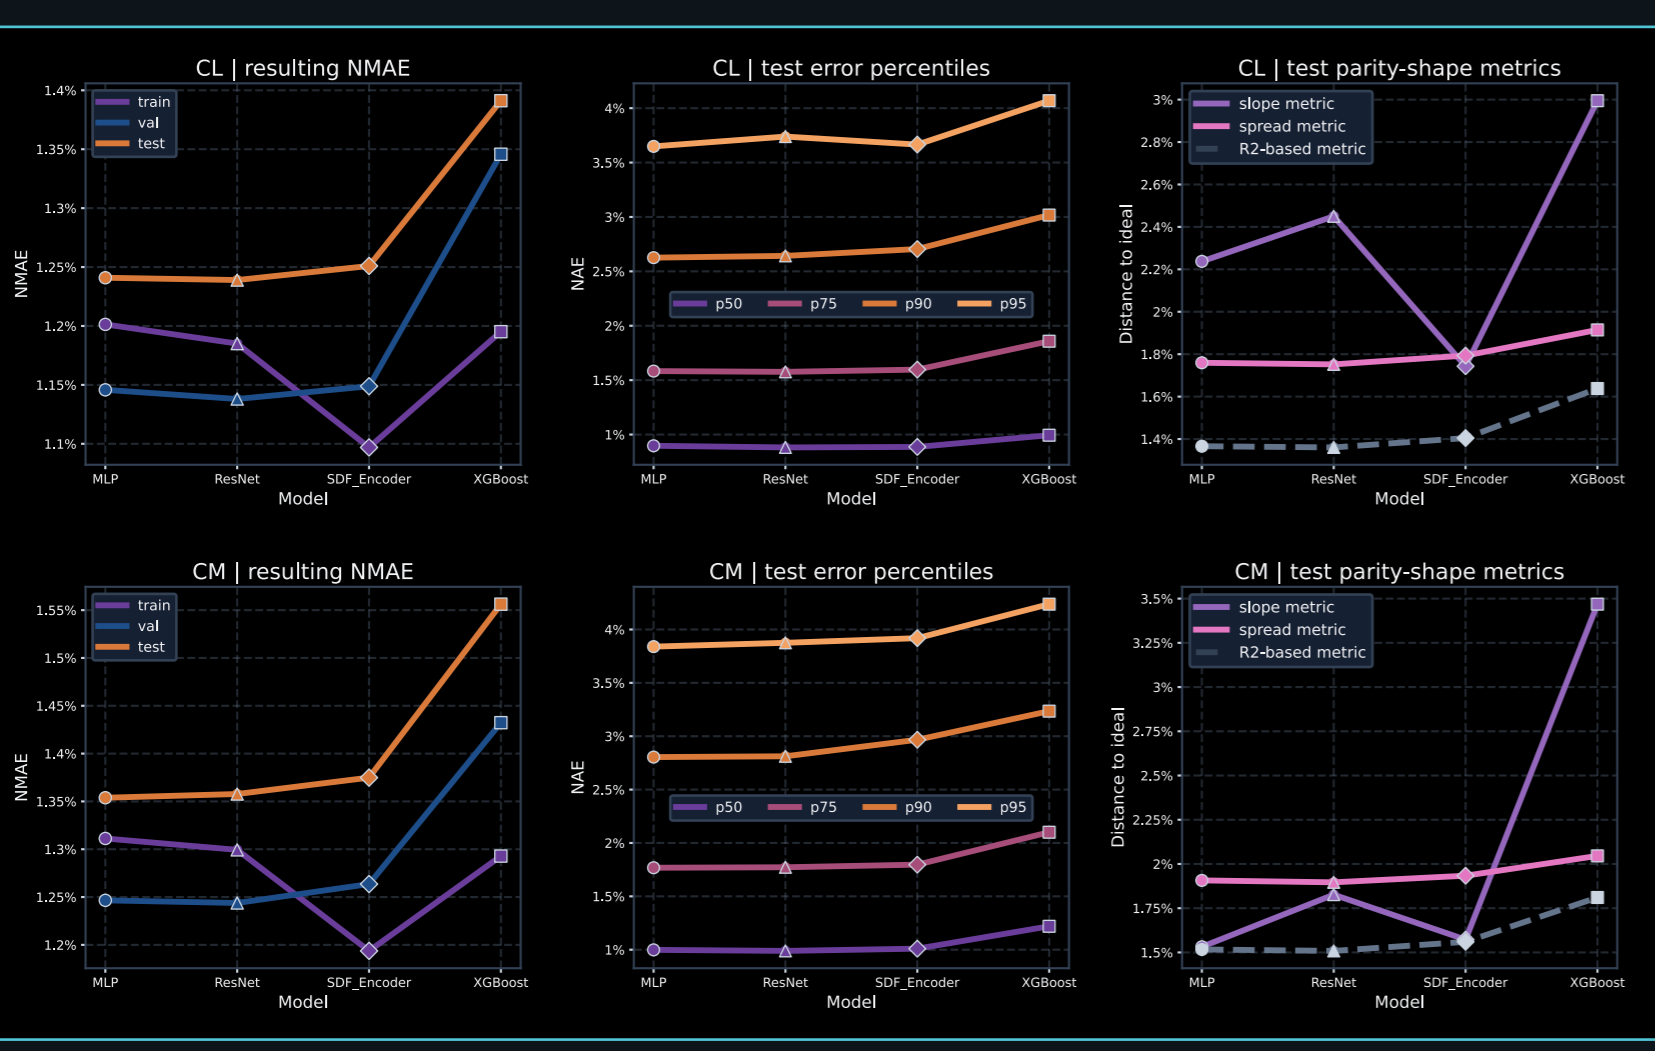 CL | resulting NMAE
1.4%
1.35%
1.3%
1.25%
1.2%
1.15%
1.1%
NMAE
train
val
test
MLP
ResNet
SDF_Encoder
XGBoost
Model
CL | test error percentiles
4%
3.5%
3%
2.5%
2%
1.5%
1%
NAE
p50
p75
p90
p95
MLP
ResNet
SDF_Encoder
XGBoost
Model
CL | test parity-shape metrics
3%
2.8%
2.6%
2.4%
2.2%
2%
1.8%
1.6%
1.4%
Distance to ideal
slope metric
spread metric
R2-based metric
MLP
ResNet
SDF_Encoder
XGBoost
Model
CM | resulting NMAE
1.55%
1.5%
1.45%
1.4%
1.35%
1.3%
1.25%
1.2%
NMAE
train
val
test
MLP
ResNet
SDF_Encoder
XGBoost
Model
CM | test error percentiles
4%
3.5%
3%
2.5%
2%
1.5%
1%
NAE
p50
p75
p90
p95
MLP
ResNet
SDF_Encoder
XGBoost
Model
CM | test parity-shape metrics
3.5%
3.25%
3%
2.75%
2.5%
2.25%
2%
1.75%
1.5%
Distance to ideal
slope metric
spread metric
R2-based metric
MLP
ResNet
SDF_Encoder
XGBoost
Model